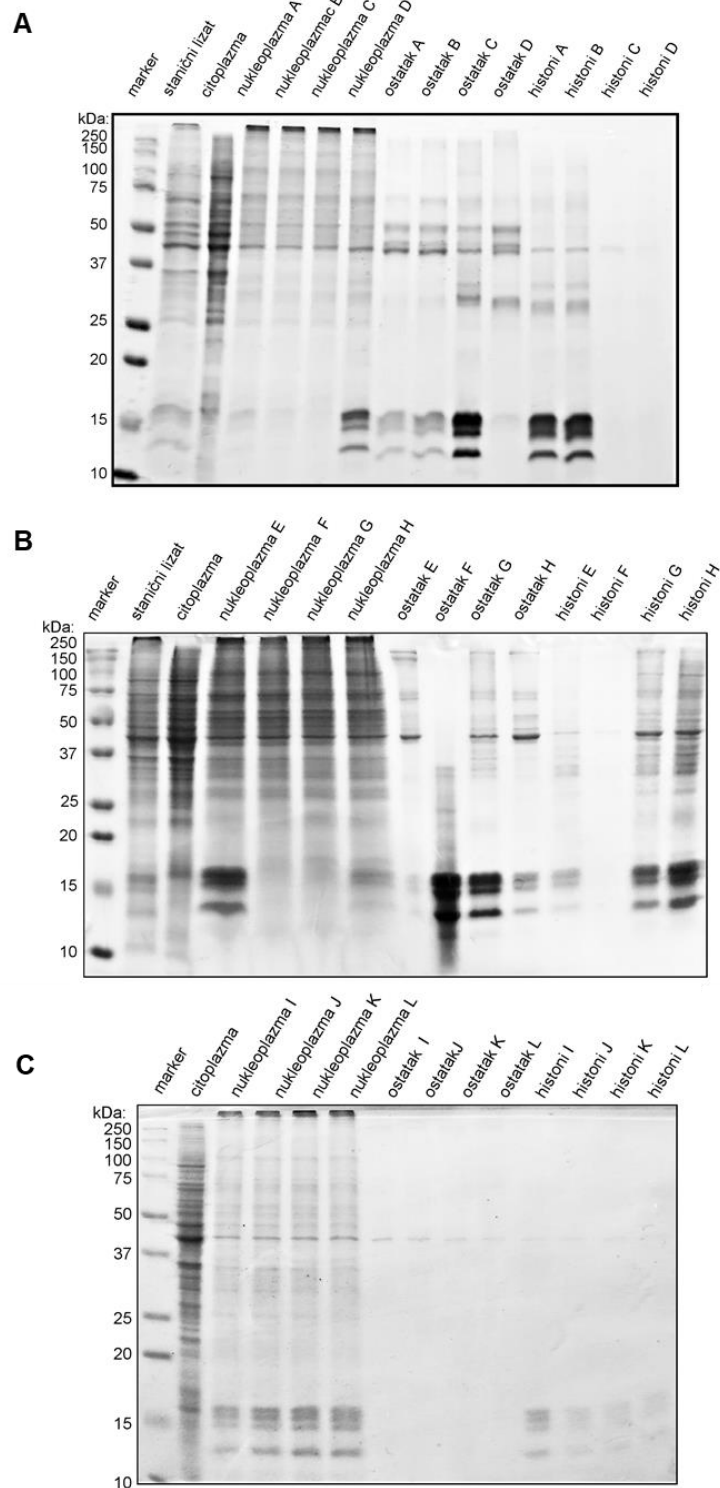 A
marker
stanični lizat
citoplazma
nukleoplazma A
nukleoplazmac B
nukleoplazma C
nukleoplazma D
ostatak A
ostatak B
ostatak C
ostatak D
histoni A
histoni B
histoni C
histoni D
kDa:
250
150
100
75
50
37
25
20
15
10
B
marker
stanični lizat
citoplazma
nukleoplazma E
nukleoplazma F
nukleoplazma G
nukleoplazma H
ostatak E
ostatak F
ostatak G
ostatak H
histoni E
histoni F
histoni G
histoni H
kDa:
250
150
100
75
50
37
25
20
15
10
C
marker
citoplazma
nukleoplazma I
nukleoplazma J
nukleoplazma K
nukleoplazma L
ostatak I
ostatakJ
ostatak K
ostatak L
histoni I
histoni J
histoni K
histoni L
kDa:
250
150
100
75
50
37
25
20
15
10